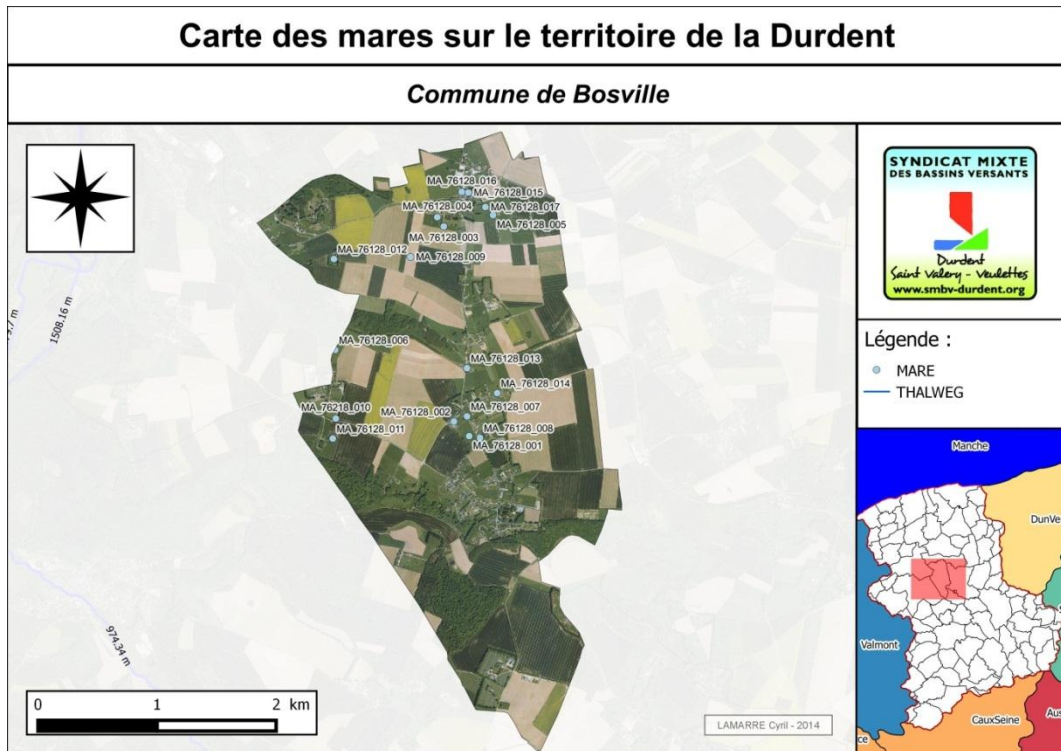 Carte des mares sur le territoire de la Durdent
Commune de Bosville
MA_76128_016
MA_76128_015
MA_76128_004
MA_76128_017
MA_76128_005
MA_76128_003
MA_76128_012
MA_76128_009
1508.16 m
MA_76128_006
MA_76128_013
MA_76128_014
MA_76218_010
MA_76128_002
MA_76128_007
MA_76128_011
MA_76128_008
MA_76128_001
974.34 m
0 1 2 km
LAMARRE Cyril - 2014
SYNDICAT MIXTE
DES BASSINS VERSANTS
Durdent
Saint Valery - Veulettes
www.smbv-durdent.org
Légende :
MARE
THALWEG
Manche
DunVe
Valmont
CauxSeine
Aus
ce